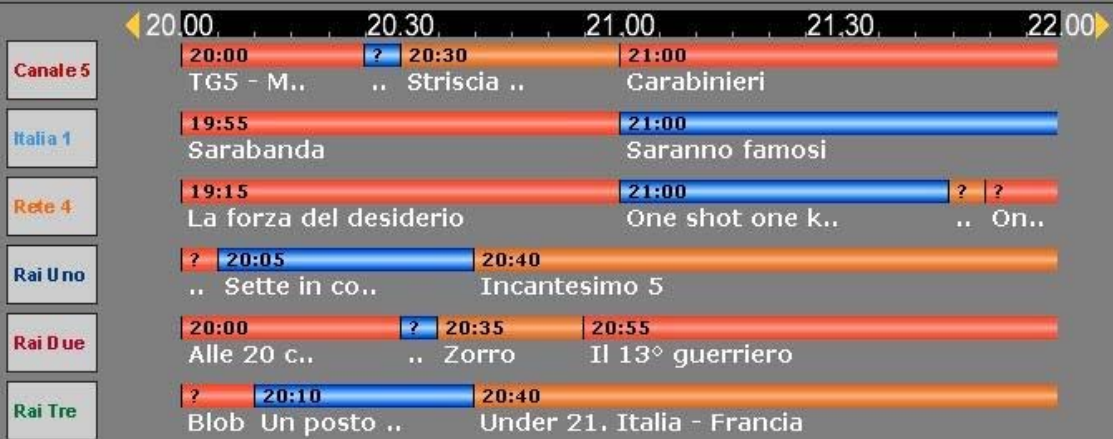 20.00 20.30 21.00 21.30 22.00
Canale 5
20:00 ? 20:30 21:00
TG5 - M.. .. Striscia .. Carabinieri
Italia 1
19:55 21:00
Sarabanda Saranno famosi
Rete 4
19:15 21:00 ? ?
La forza del desiderio One shot one k.. .. On..
Rai Uno
? 20:05 20:40
.. Sette in co.. Incantesimo 5
Rai Due
20:00 ? 20:35 20:55
Alle 20 c.. .. Zorro Il 13° guerriero
Rai Tre
? 20:10 20:40
Blob Un posto .. Under 21. Italia - Francia